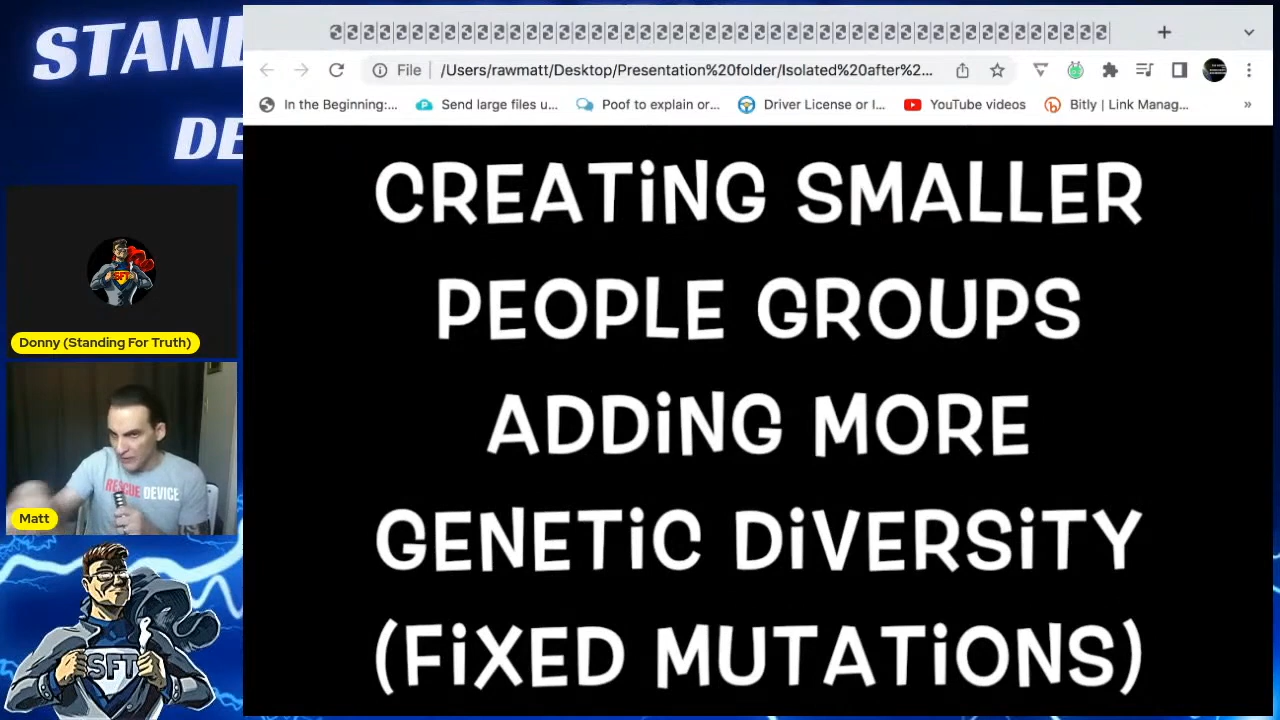 STAND
DE
File
/Users/rawmatt/Desktop/Presentation%20folder/Isolated%20after%2...
In the Beginning:...
Send large files u...
Poof to explain or...
Driver License or I...
YouTube videos
Bitly | Link Manag...
»
CREATiNG SMALLER
PEOPLE GROUPS
ADDiNG MORE
GENETiC DiVERSiTY
(FiXED MUTATiONS)
SFT
Donny (Standing For Truth)
RESCUE DEVICE
Matt
SFT